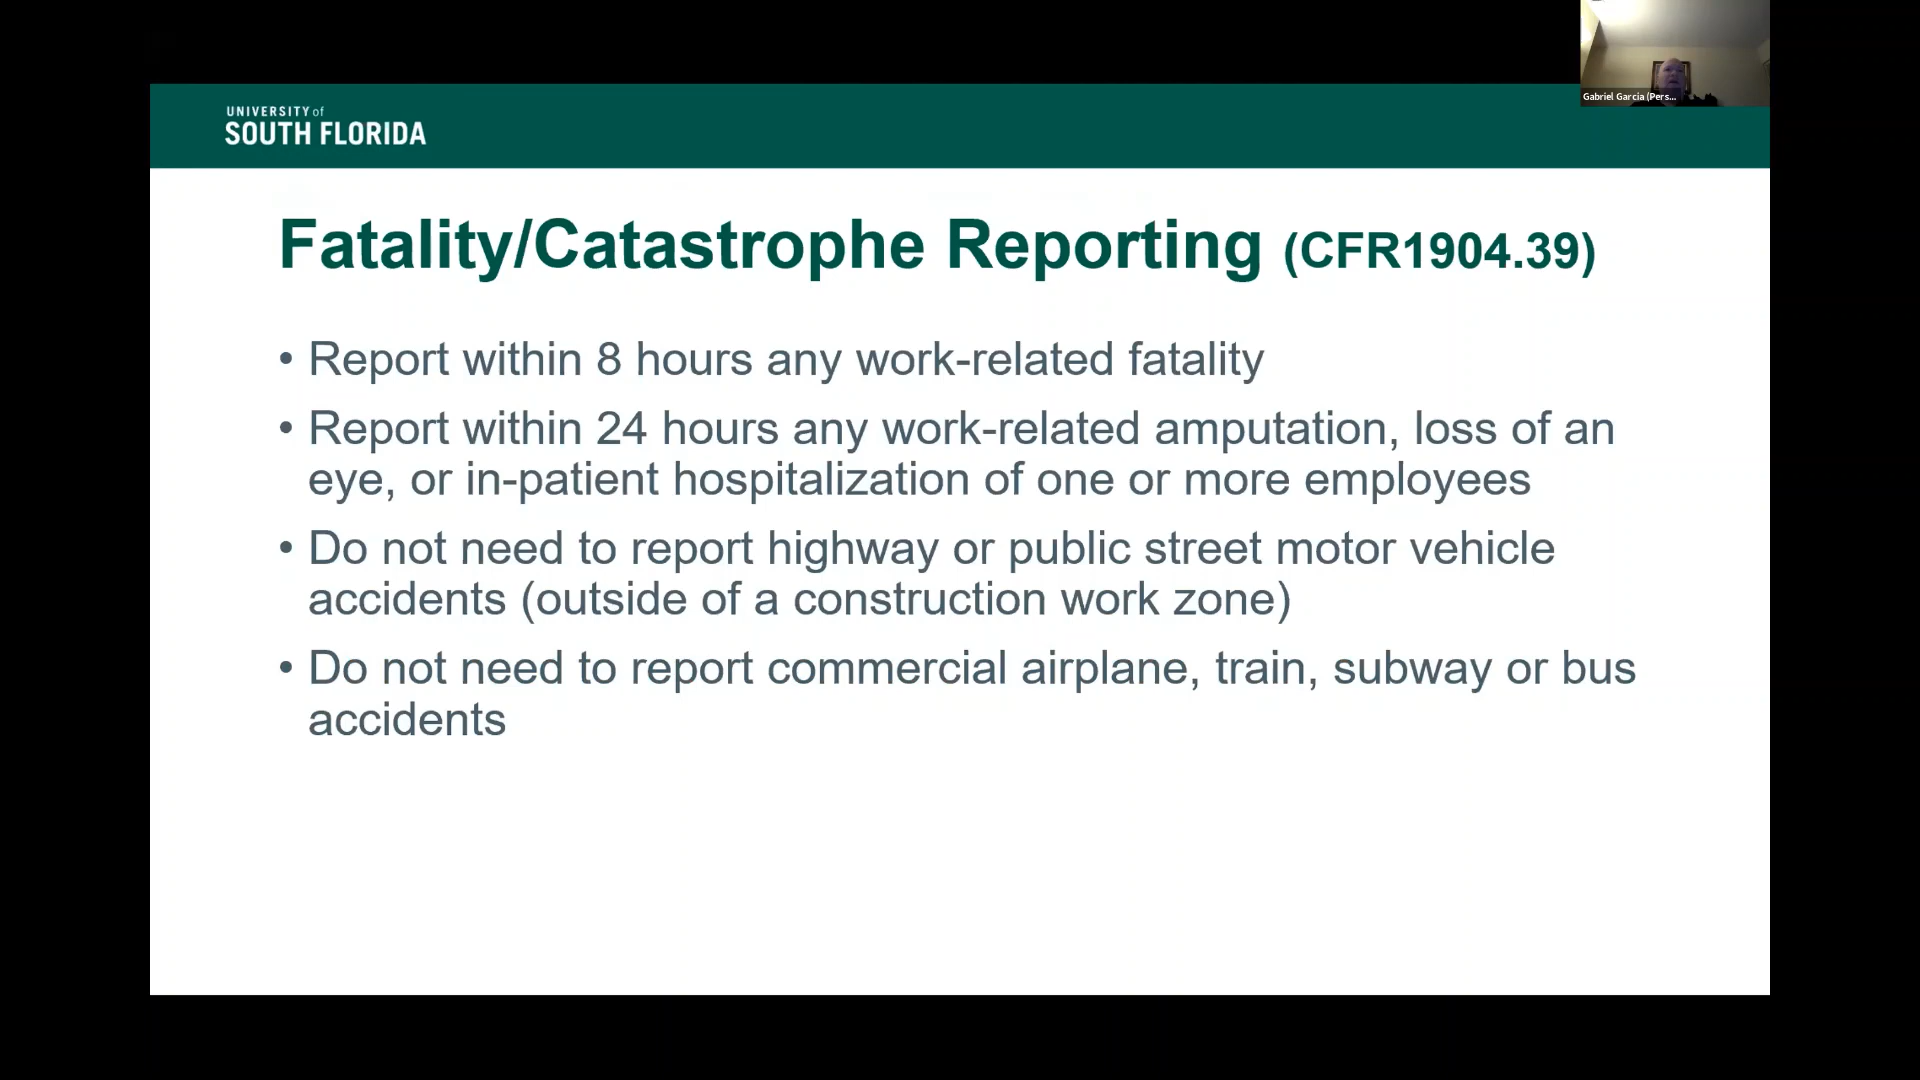 Gabriel Garcia (Pers...
UNIVERSITY of
SOUTH FLORIDA
Fatality/Catastrophe Reporting (CFR1904.39)
• Report within 8 hours any work-related fatality
• Report within 24 hours any work-related amputation, loss of an
eye, or in-patient hospitalization of one or more employees
• Do not need to report highway or public street motor vehicle
accidents (outside of a construction work zone)
• Do not need to report commercial airplane, train, subway or bus
accidents